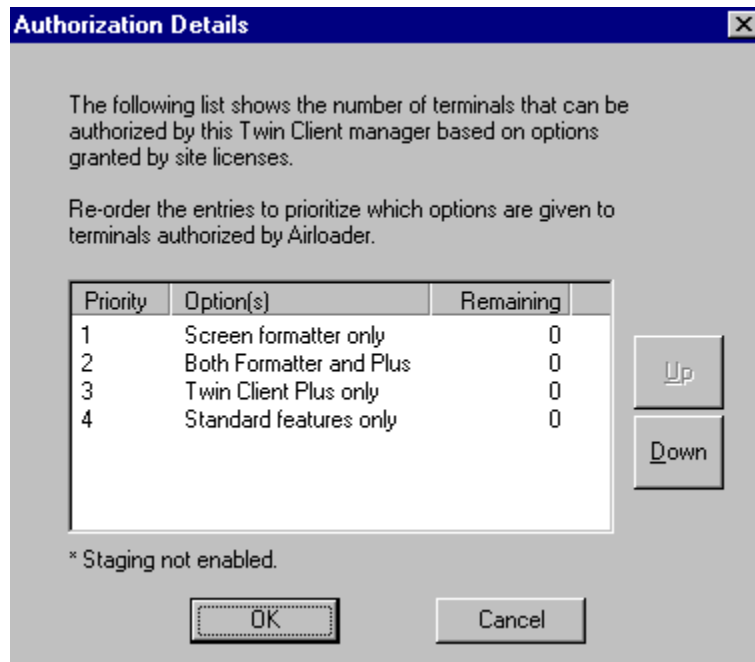 Authorization Details
The following list shows the number of terminals that can be
authorized by this Twin Client manager based on options
granted by site licenses.
Re-order the entries to prioritize which options are given to
terminals authorized by Airloader.
Priority Option(s) Remaining
1 Screen formatter only 0
2 Both Formatter and Plus 0
3 Twin Client Plus only 0
4 Standard features only 0
Up
Down
* Staging not enabled.
OK Cancel